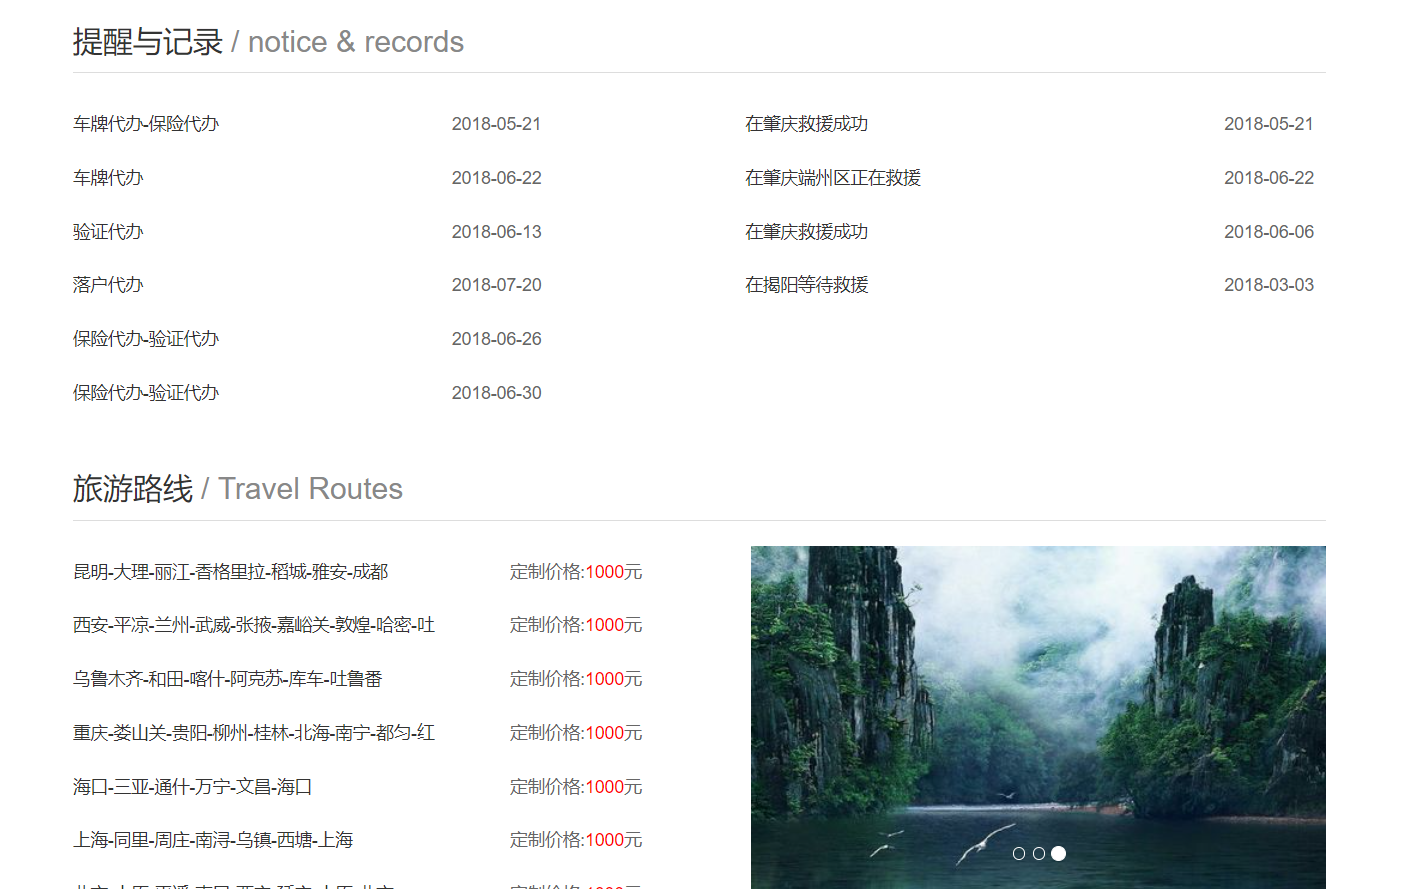 提醒与记录 / notice & records
车牌代办-保险代办 2018-05-21 在肇庆救援成功 2018-05-21
车牌代办 2018-06-22 在肇庆端州区正在救援 2018-06-22
验证代办 2018-06-13 在肇庆救援成功 2018-06-06
落户代办 2018-07-20 在揭阳等待救援 2018-03-03
保险代办-验证代办 2018-06-26
保险代办-验证代办 2018-06-30
旅游路线 / Travel Routes
昆明-大理-丽江-香格里拉-稻城-雅安-成都 定制价格:1000元
西安-平凉-兰州-武威-张掖-嘉峪关-敦煌-哈密-吐 定制价格:1000元
乌鲁木齐-和田-喀什-阿克苏-库车-吐鲁番 定制价格:1000元
重庆-娄山关-贵阳-柳州-桂林-北海-南宁-都匀-红 定制价格:1000元
海口-三亚-通什-万宁-文昌-海口 定制价格:1000元
上海-同里-周庄-南浔-乌镇-西塘-上海 定制价格:1000元